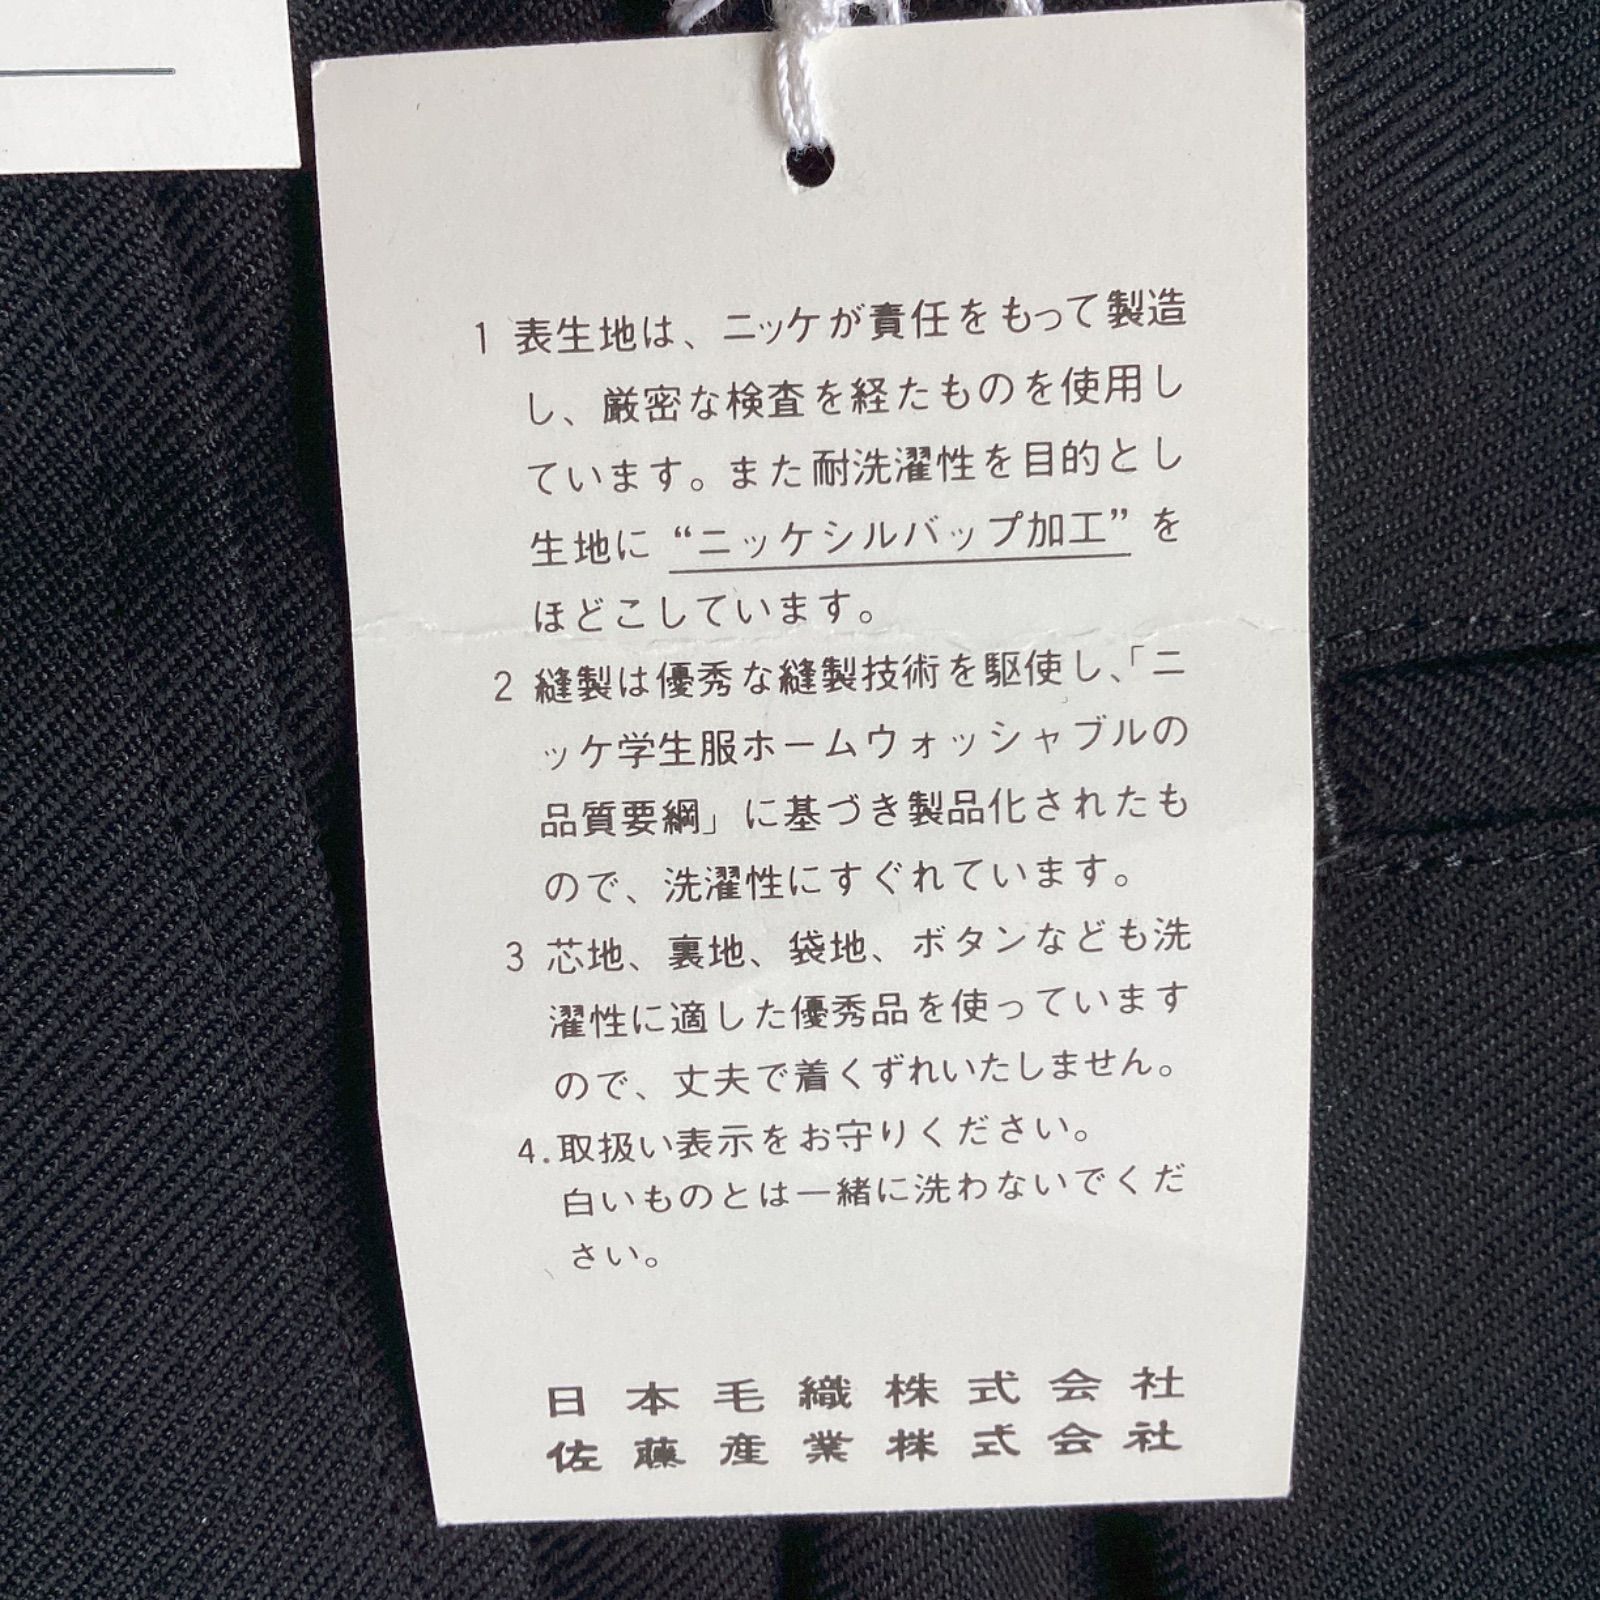 1 表生地は、ニッケが責任をもって製造
し、厳密な検査を経たものを使用し
ています。また耐洗濯性を目的とし
生地に “ニッケシルバップ加工” を
ほどこしています。
2 縫製は優秀な縫製技術を駆使し、「ニ
ッケ学生服ホームウォッシャブルの
品質要綱」に基づき製品化されたも
ので、洗濯性にすぐれています。
3 芯地、裏地、袋地、ボタンなども洗
濯性に適した優秀品を使っています
ので、丈夫で着くずれいたしません。
4.取扱い表示をお守りください。
白いものとは一緒に洗わないでくだ
さい。
日本毛織株式会社
佐藤産業株式会社